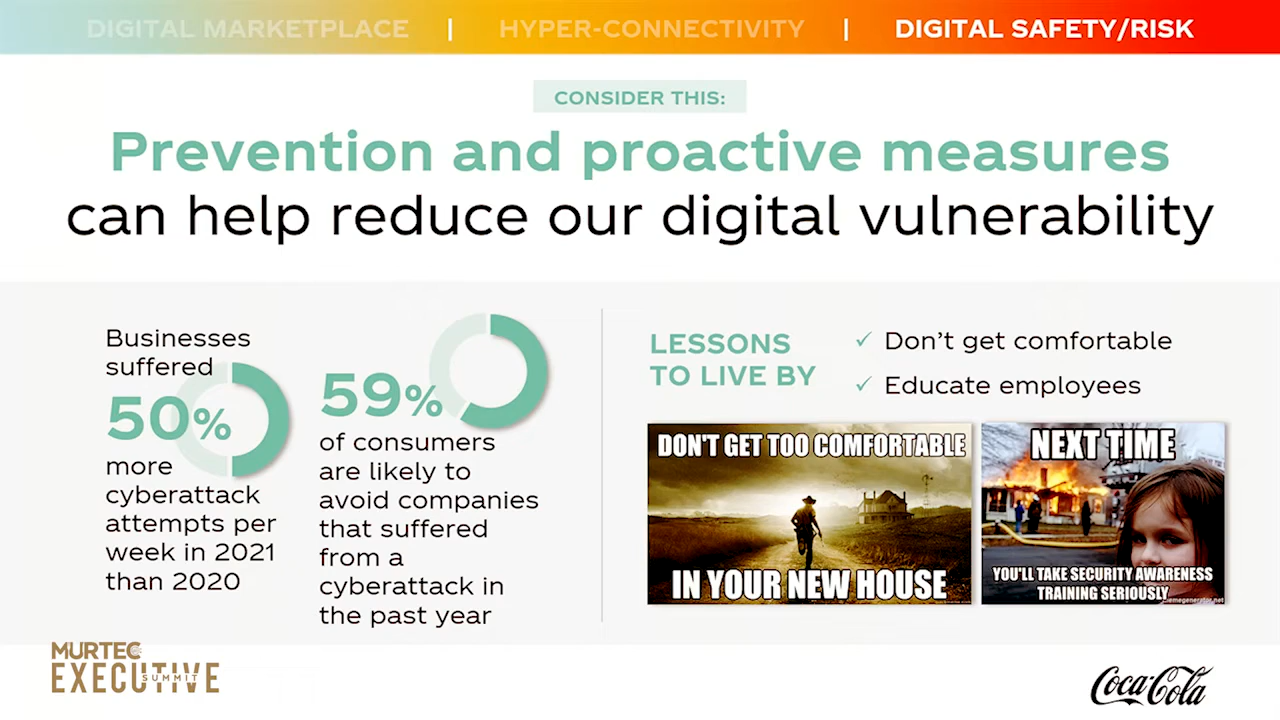 DIGITAL MARKETPLACE | HYPER-CONNECTIVITY | DIGITAL SAFETY/RISK
CONSIDER THIS:
Prevention and proactive measures
can help reduce our digital vulnerability
Businesses
suffered
50%
more
cyberattack
attempts per
week in 2021
than 2020
59%
of consumers
are likely to
avoid companies
that suffered
from a
cyberattack in
the past year
LESSONS
TO LIVE BY
✓ Don't get comfortable
✓ Educate employees
DON'T GET TOO COMFORTABLE
IN YOUR NEW HOUSE
NEXT TIME
YOU'LL TAKE SECURITY AWARENESS
TRAINING SERIOUSLY
memegenerator.net
MURTEC
EXECUTIVE
SUMMIT
Coca-Cola